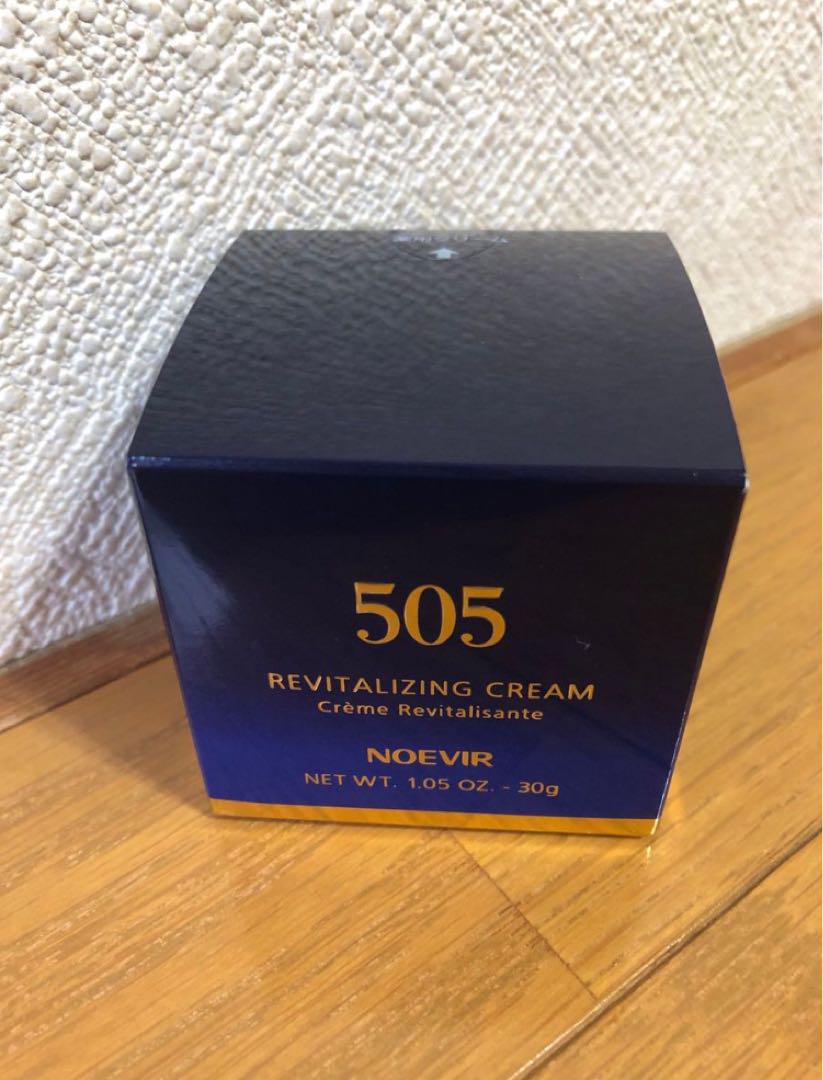 505
REVITALIZING CREAM
Crème Revitalisante
NOEVIR
NET WT. 1.05 OZ. - 30g